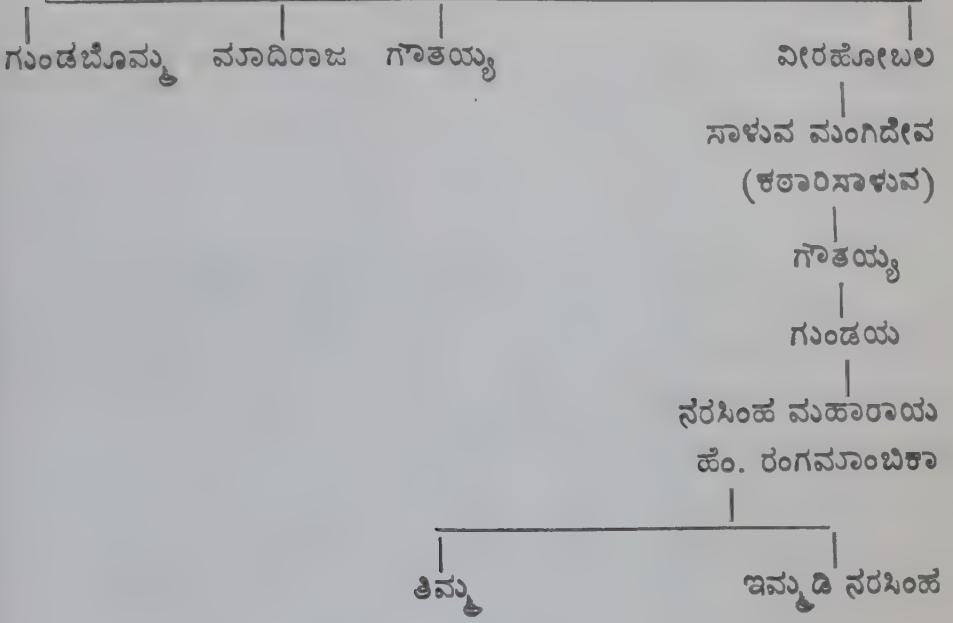 ಗುಂಡಬೊಮ್ಮ ಮಾದಿರಾಜ ಗೌತಯ್ಯ ವೀರಹೋಬಲ
ಸಾಳುವ ಮಂಗಿದೇವ
(ಕಠಾರಿಸಾಳುವ)
ಗೌತಯ್ಯ
ಗುಂಡಯ
ನರಸಿಂಹ ಮಹಾರಾಯ
ಹೆಂ. ರಂಗಮಾಂಬಿಕಾ
ತಿಮ್ಮ ಇಮ್ಮಡಿ ನರಸಿಂಹ